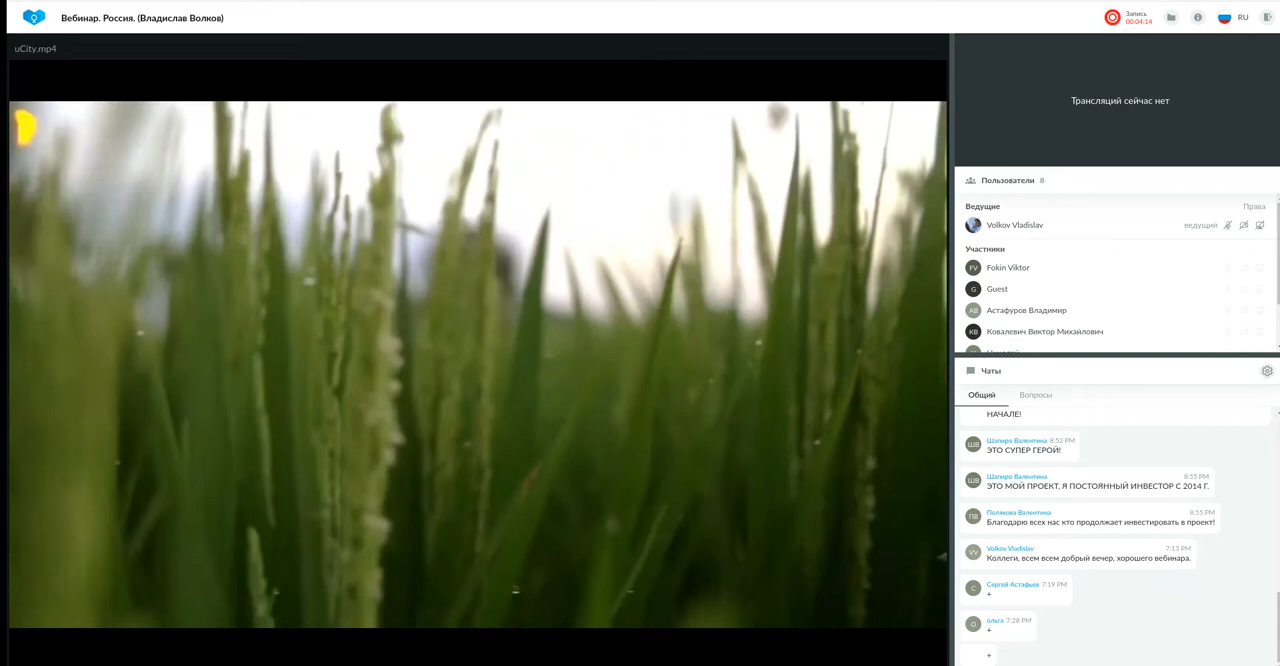 Вебинар. Россия. (Владислав Волков)
Запись
00:04:14
RU
uCity.mp4
Трансляций сейчас нет
Пользователи 8
Ведущие Права
Volkov Vladislav ведущий
Участники
FV Fokin Viktor
G Guest
АВ Астафуров Владимир
КВ Ковалевич Виктор Михайлович
Чаты
Общий Вопросы
НАЧАЛЕ!
ШВ Шапиро Валентина 8:52 PM
ЭТО СУПЕР ГЕРОЙ!
ШВ Шапиро Валентина 8:55 PM
ЭТО МОЙ ПРОЕКТ, Я ПОСТОЯННЫЙ ИНВЕСТОР С 2014 Г.
ПВ Полякова Валентина 8:55 PM
Благодарю всех нас кто продолжает инвестировать в проект!
VV Volkov Vladislav 7:13 PM
Коллеги, всем всем добрый вечер, хорошего вебинара.
С Сергей Астафьев 7:19 PM
+
О ольга 7:28 PM
+
+